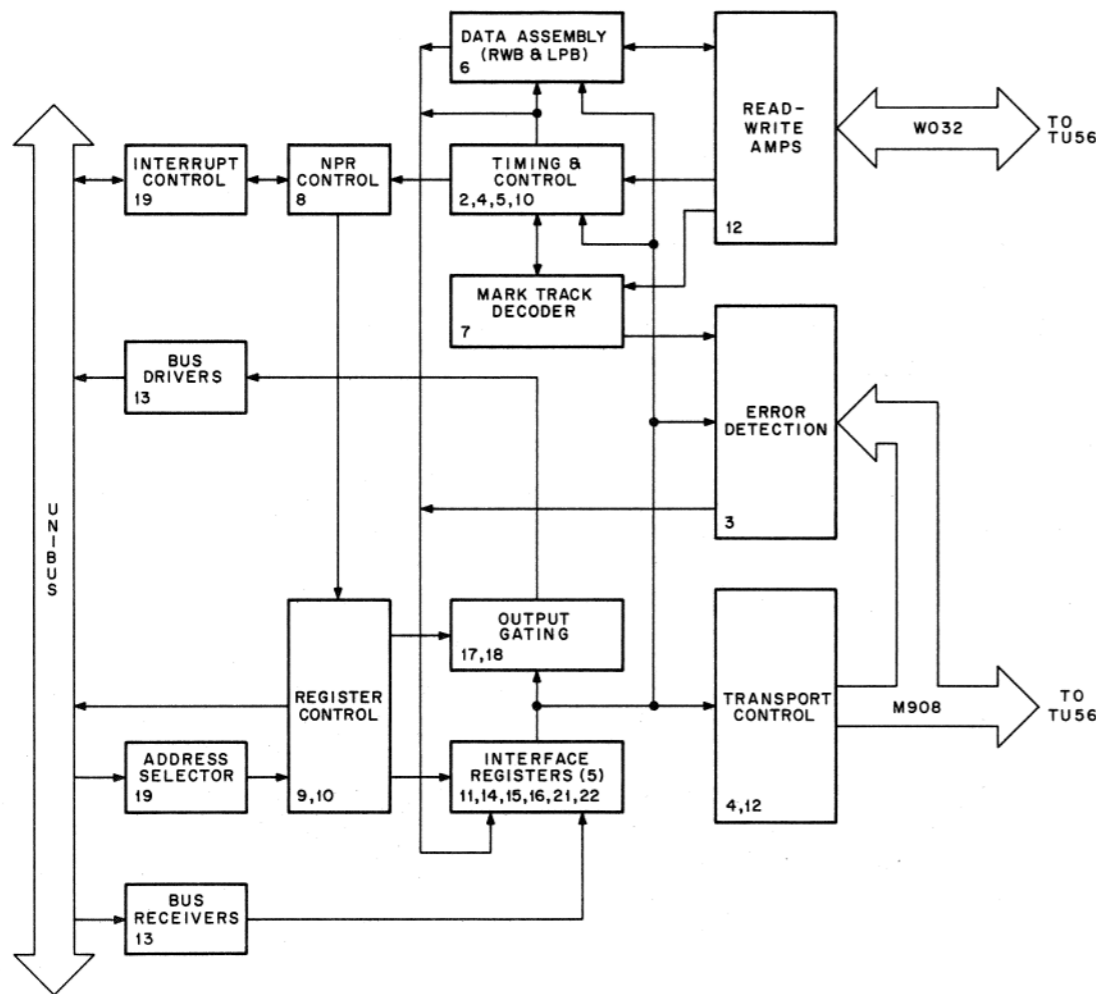 DATA ASSEMBLY
(RWB & LPB)
6
READ-
WRITE
AMPS
12
W032
TO
TU56
INTERRUPT
CONTROL
19
NPR
CONTROL
8
TIMING &
CONTROL
2,4,5,10
MARK TRACK
DECODER
7
BUS
DRIVERS
13
ERROR
DETECTION
3
UNIBUS
OUTPUT
GATING
17,18
REGISTER
CONTROL
9,10
TRANSPORT
CONTROL
4,12
M908
TO
TU56
ADDRESS
SELECTOR
19
INTERFACE
REGISTERS (5)
11,14,15,16,21,22
BUS
RECEIVERS
13